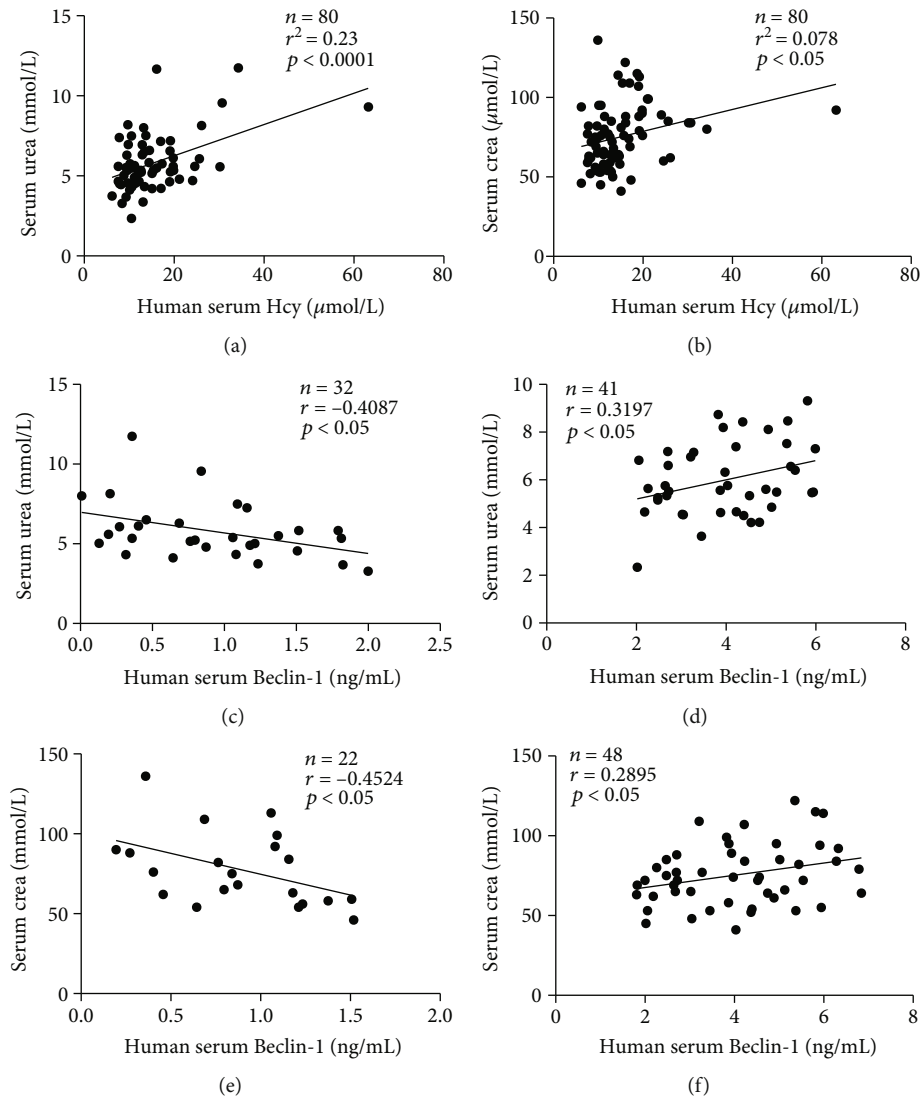 15
10
5
0
Serum urea (mmol/L)
n = 80
r² = 0.23
p < 0.0001
0 20 40 60 80
Human serum Hcy (μmol/L)
(a)
150
100
50
0
Serum crea (μmol/L)
n = 80
r² = 0.078
p < 0.05
0 20 40 60 80
Human serum Hcy (μmol/L)
(b)
15
10
5
0
Serum urea (mmol/L)
n = 32
r = –0.4087
p < 0.05
0.0 0.5 1.0 1.5 2.0 2.5
Human serum Beclin-1 (ng/mL)
(c)
10
8
6
4
2
0
Serum urea (mmol/L)
n = 41
r = 0.3197
p < 0.05
0 2 4 6 8
Human serum Beclin-1 (ng/mL)
(d)
150
100
50
0
Serum crea (mmol/L)
n = 22
r = –0.4524
p < 0.05
0.0 0.5 1.0 1.5 2.0
Human serum Beclin-1 (ng/mL)
(e)
150
100
50
0
Serum crea (mmol/L)
n = 48
r = 0.2895
p < 0.05
0 2 4 6 8
Human serum Beclin-1 (ng/mL)
(f)